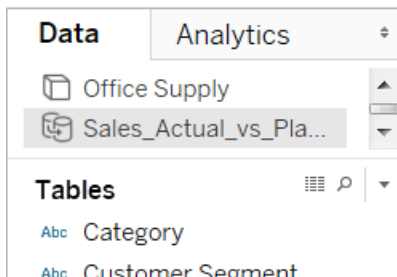 Data Analytics
Office Supply
Sales_Actual_vs_Pla...
Tables
Abc Category
Abc Customer Segment